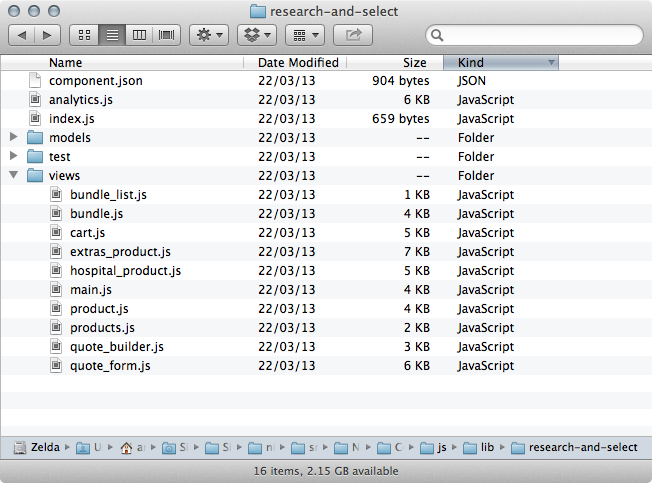 research-and-select
Name Date Modified Size Kind
component.json 22/03/13 904 bytes JSON
analytics.js 22/03/13 6 KB JavaScript
index.js 22/03/13 659 bytes JavaScript
models 22/03/13 -- Folder
test 22/03/13 -- Folder
views 22/03/13 -- Folder
bundle_list.js 22/03/13 1 KB JavaScript
bundle.js 22/03/13 4 KB JavaScript
cart.js 22/03/13 5 KB JavaScript
extras_product.js 22/03/13 7 KB JavaScript
hospital_product.js 22/03/13 5 KB JavaScript
main.js 22/03/13 4 KB JavaScript
product.js 22/03/13 4 KB JavaScript
products.js 22/03/13 2 KB JavaScript
quote_builder.js 22/03/13 3 KB JavaScript
quote_form.js 22/03/13 6 KB JavaScript
Zelda js lib research-and-select
16 items, 2.15 GB available